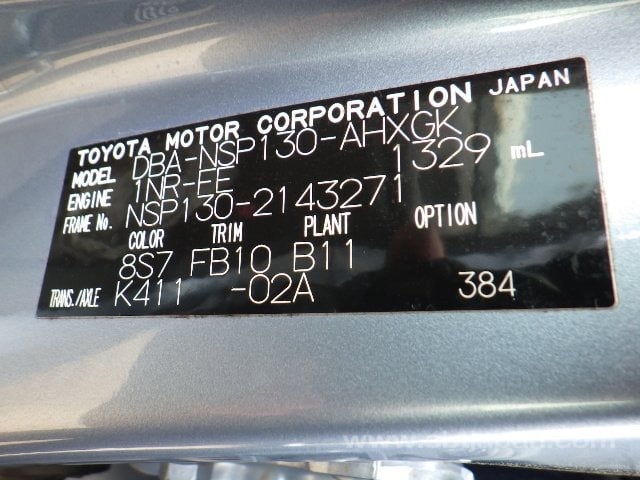 TOYOTA MOTOR CORPORATION JAPAN
MODEL DBA-NSP130-AHXGK
ENGINE 1NR-FE 1329 mL
FRAME No. NSP130-2143271
COLOR TRIM PLANT OPTION
8S7 FB10 B11
TRANS./AXLE K411 -02A 384